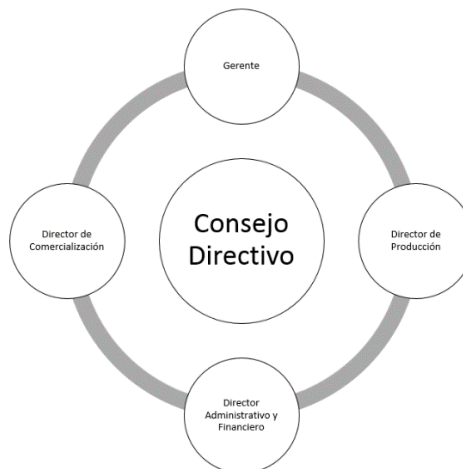 Gerente
Director de
Comercialización
Consejo
Directivo
Director de
Producción
Director
Administrativo y
Financiero